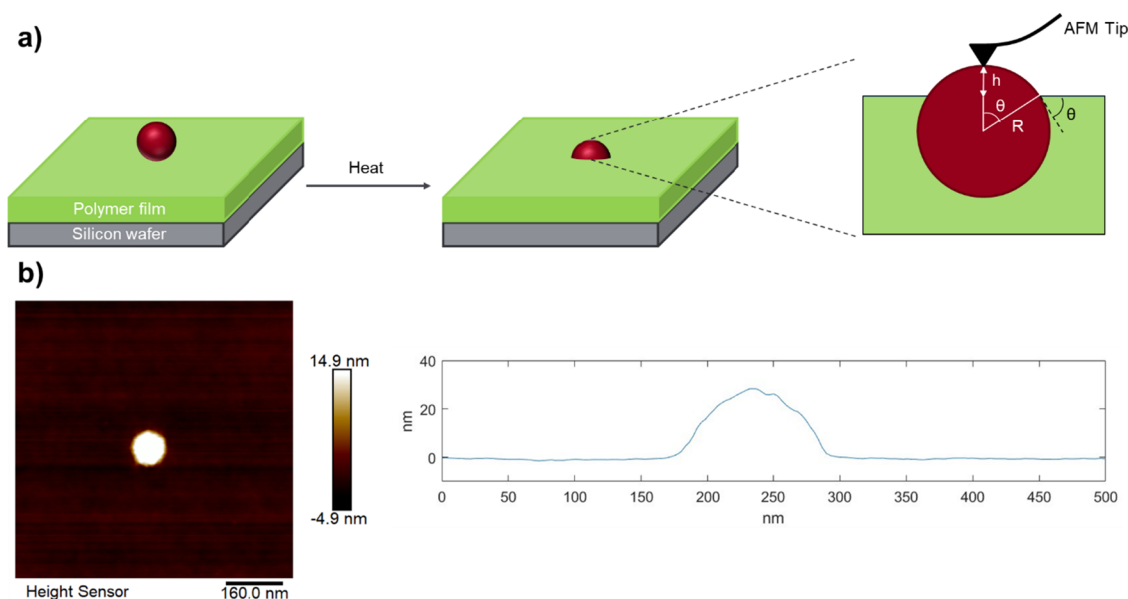 a)
AFM Tip
h
θ
R
θ
Heat
Polymer film
Silicon wafer
b)
14.9 nm
-4.9 nm
Height Sensor
160.0 nm
40
20
0
nm
0 50 100 150 200 250 300 350 400 450 500
nm